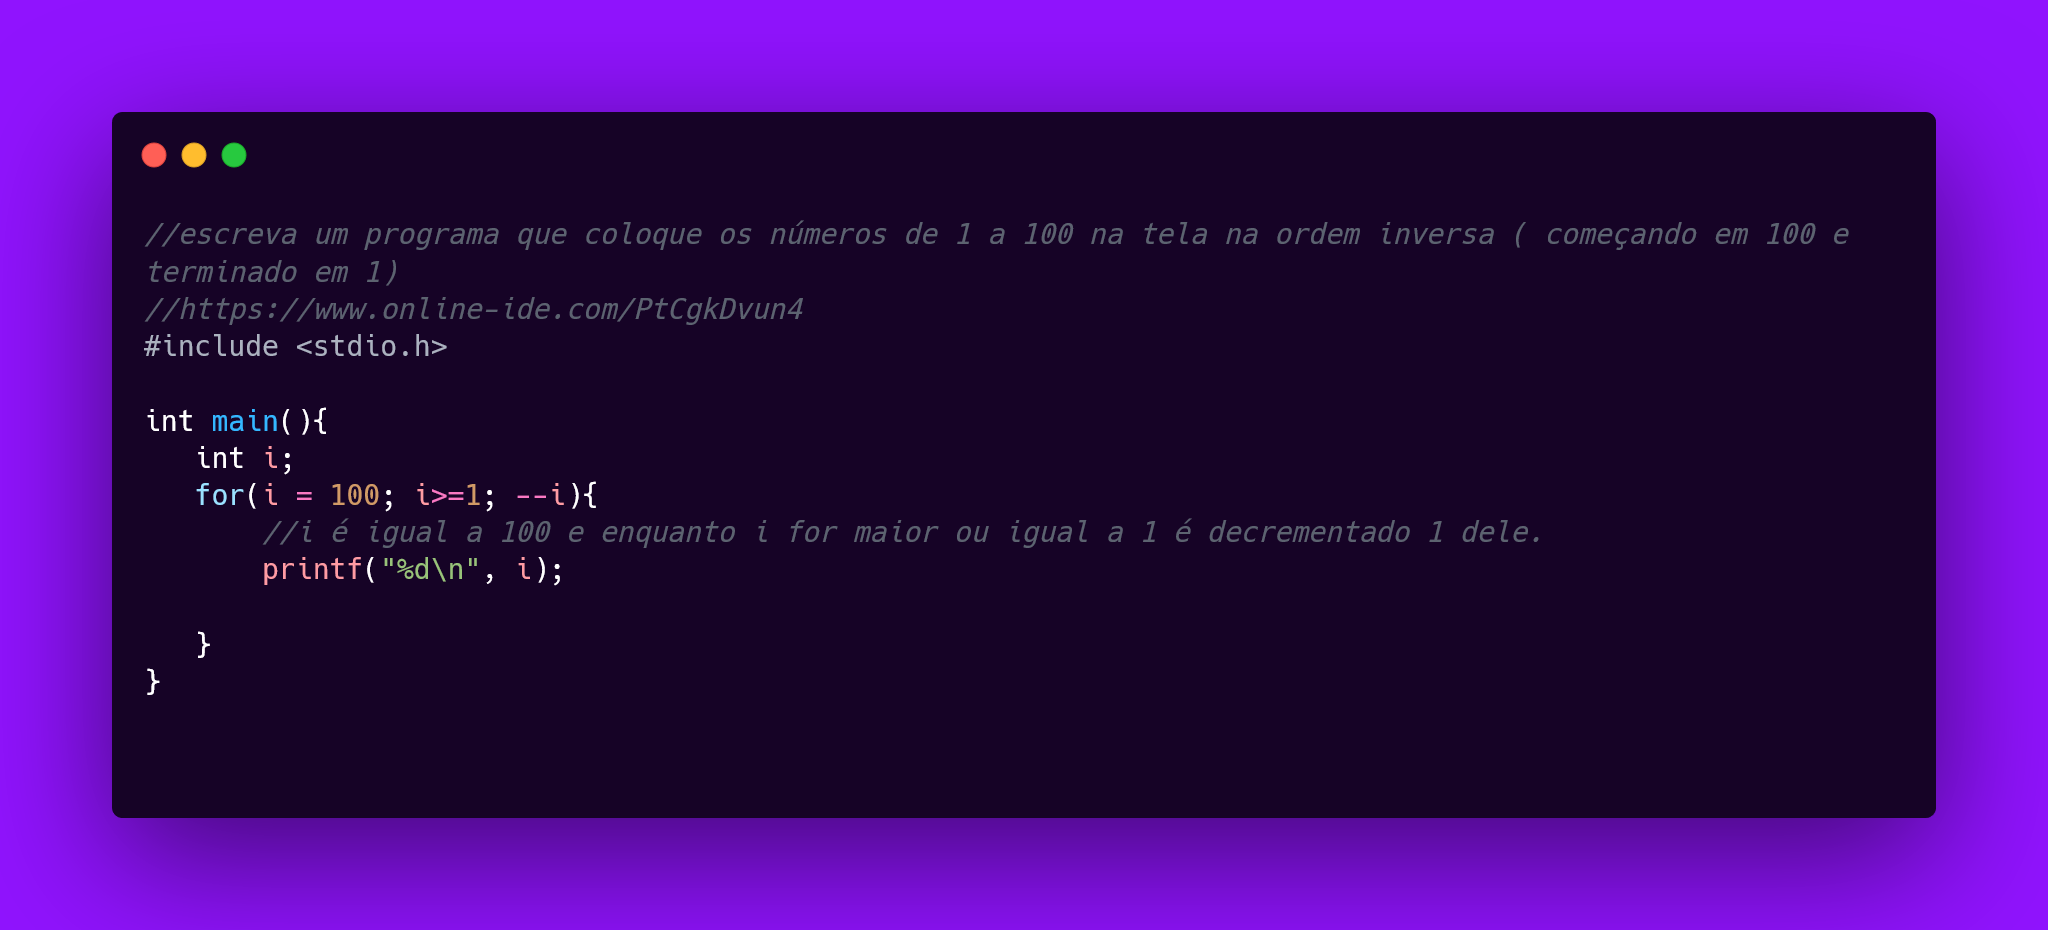 //escreva um programa que coloque os números de 1 a 100 na tela na ordem inversa ( começando em 100 e
terminado em 1)
//https://www.online-ide.com/PtCgkDvun4
#include <stdio.h>

int main(){
   int i;
   for(i = 100; i>=1; --i){
       //i é igual a 100 e enquanto i for maior ou igual a 1 é decrementado 1 dele.
       printf("%d\n", i);

   }
}